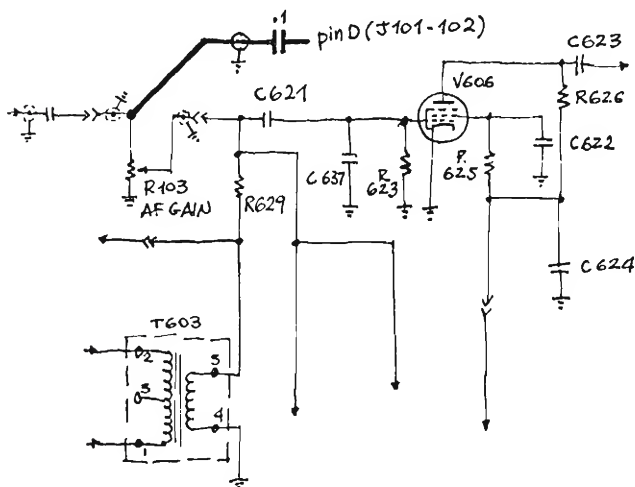 .1
pin D (J101-102)
C623
V606
C621
R626
C622
R103
AF GAIN
R629
C637
R
623
R
625
C624
T603
2
5
3
4
1